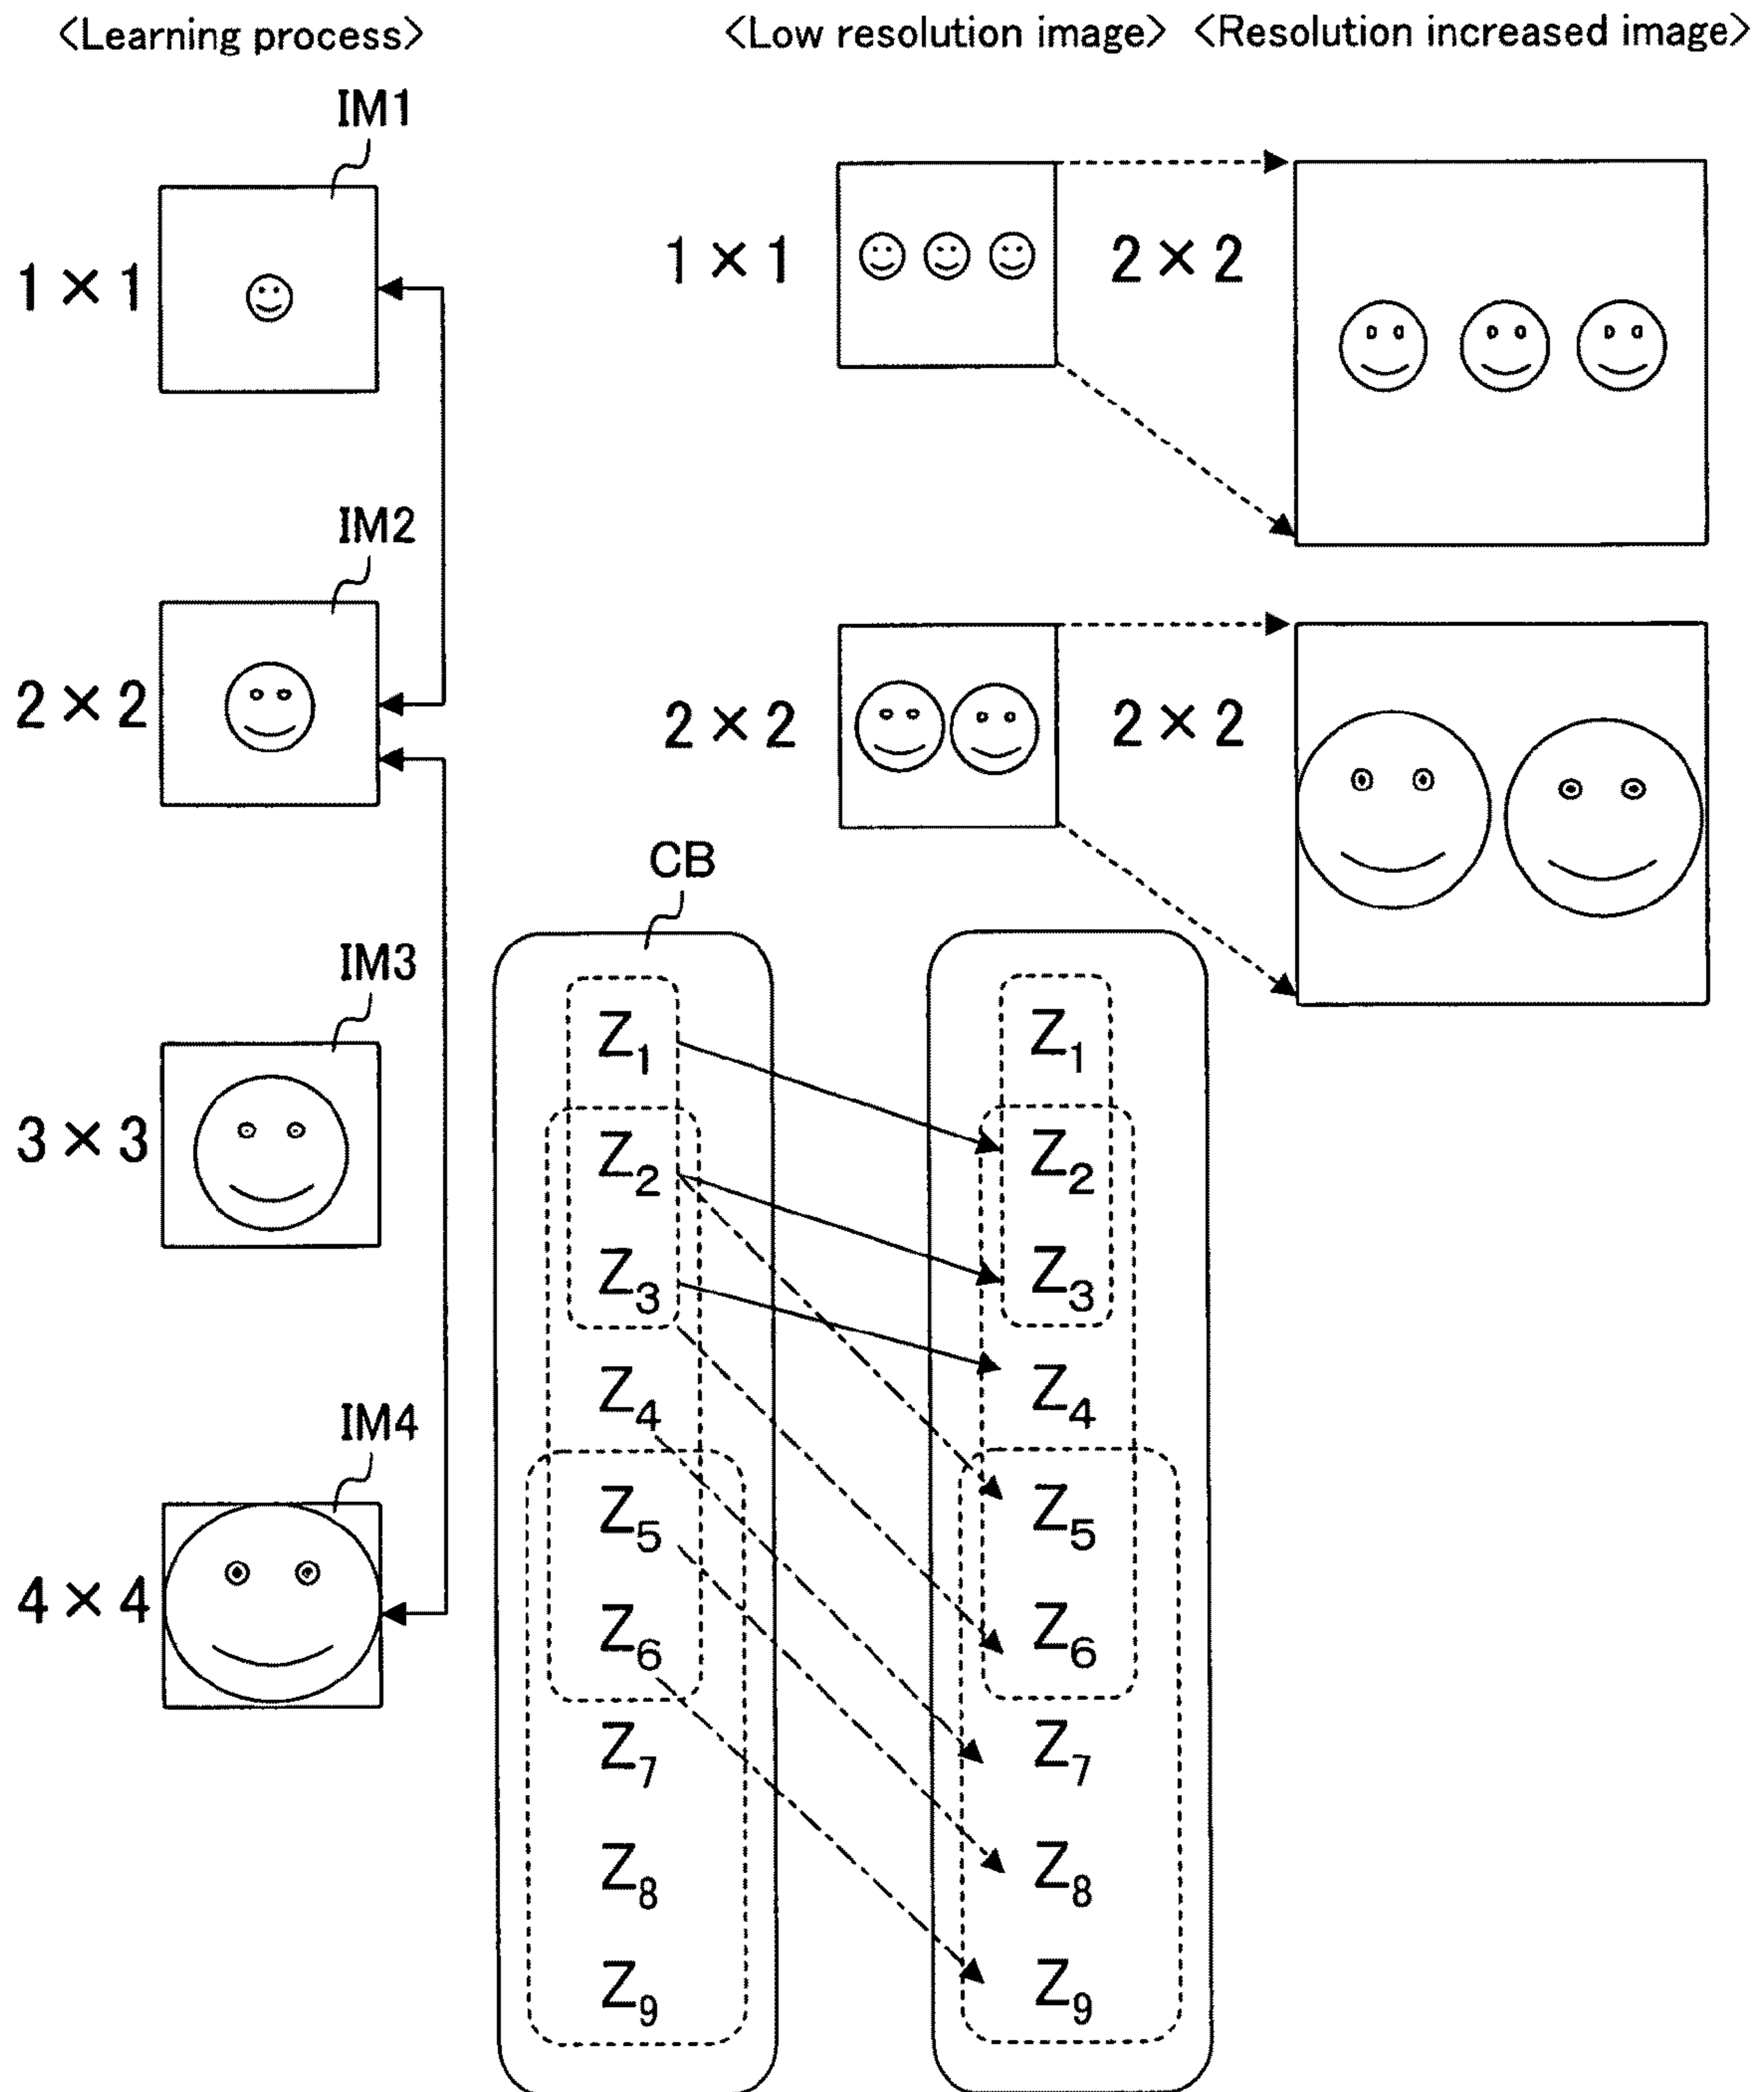 <Learning process>
<Low resolution image> <Resolution increased image>
IM1
1×1
IM2
2×2
IM3
3×3
IM4
4×4
1×1
2×2
2×2
2×2
CB
Z1
Z2
Z3
Z4
Z5
Z6
Z7
Z8
Z9
Z1
Z2
Z3
Z4
Z5
Z6
Z7
Z8
Z9